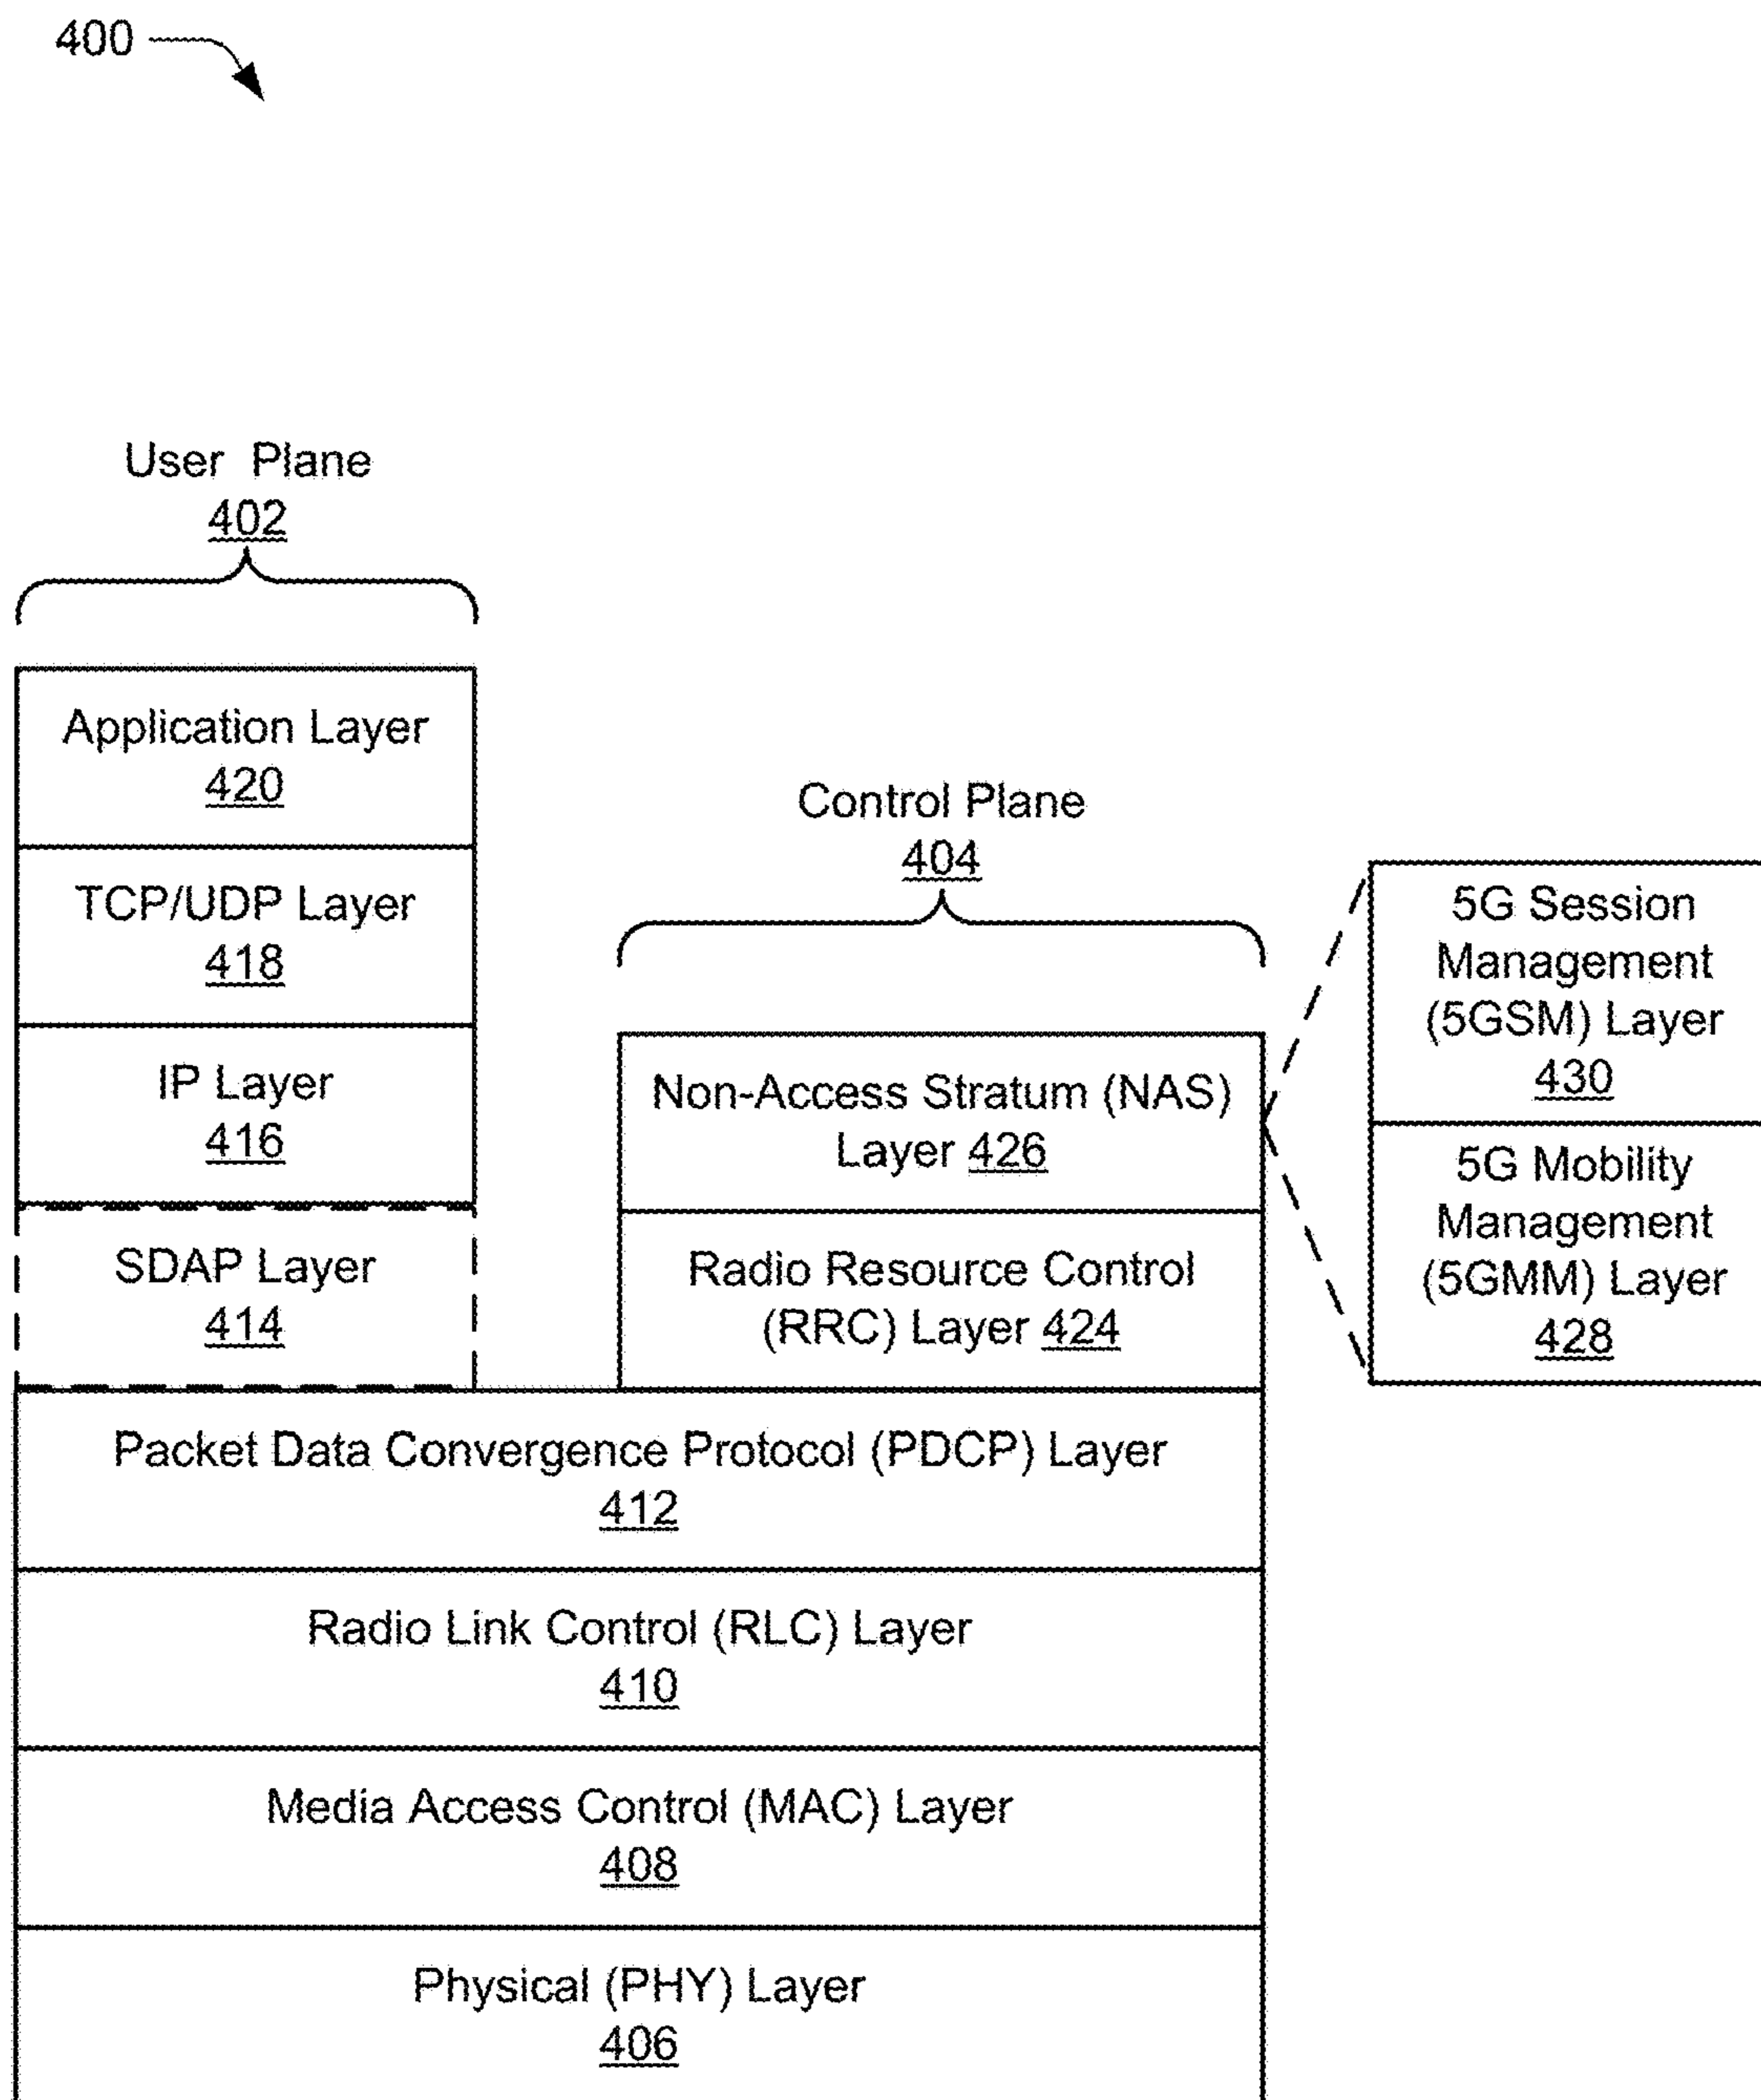 400
User Plane
402
Application Layer
420
TCP/UDP Layer
418
IP Layer
416
SDAP Layer
414
Control Plane
404
Non-Access Stratum (NAS)
Layer 426
Radio Resource Control
(RRC) Layer 424
5G Session
Management
(5GSM) Layer
430
5G Mobility
Management
(5GMM) Layer
428
Packet Data Convergence Protocol (PDCP) Layer
412
Radio Link Control (RLC) Layer
410
Media Access Control (MAC) Layer
408
Physical (PHY) Layer
406